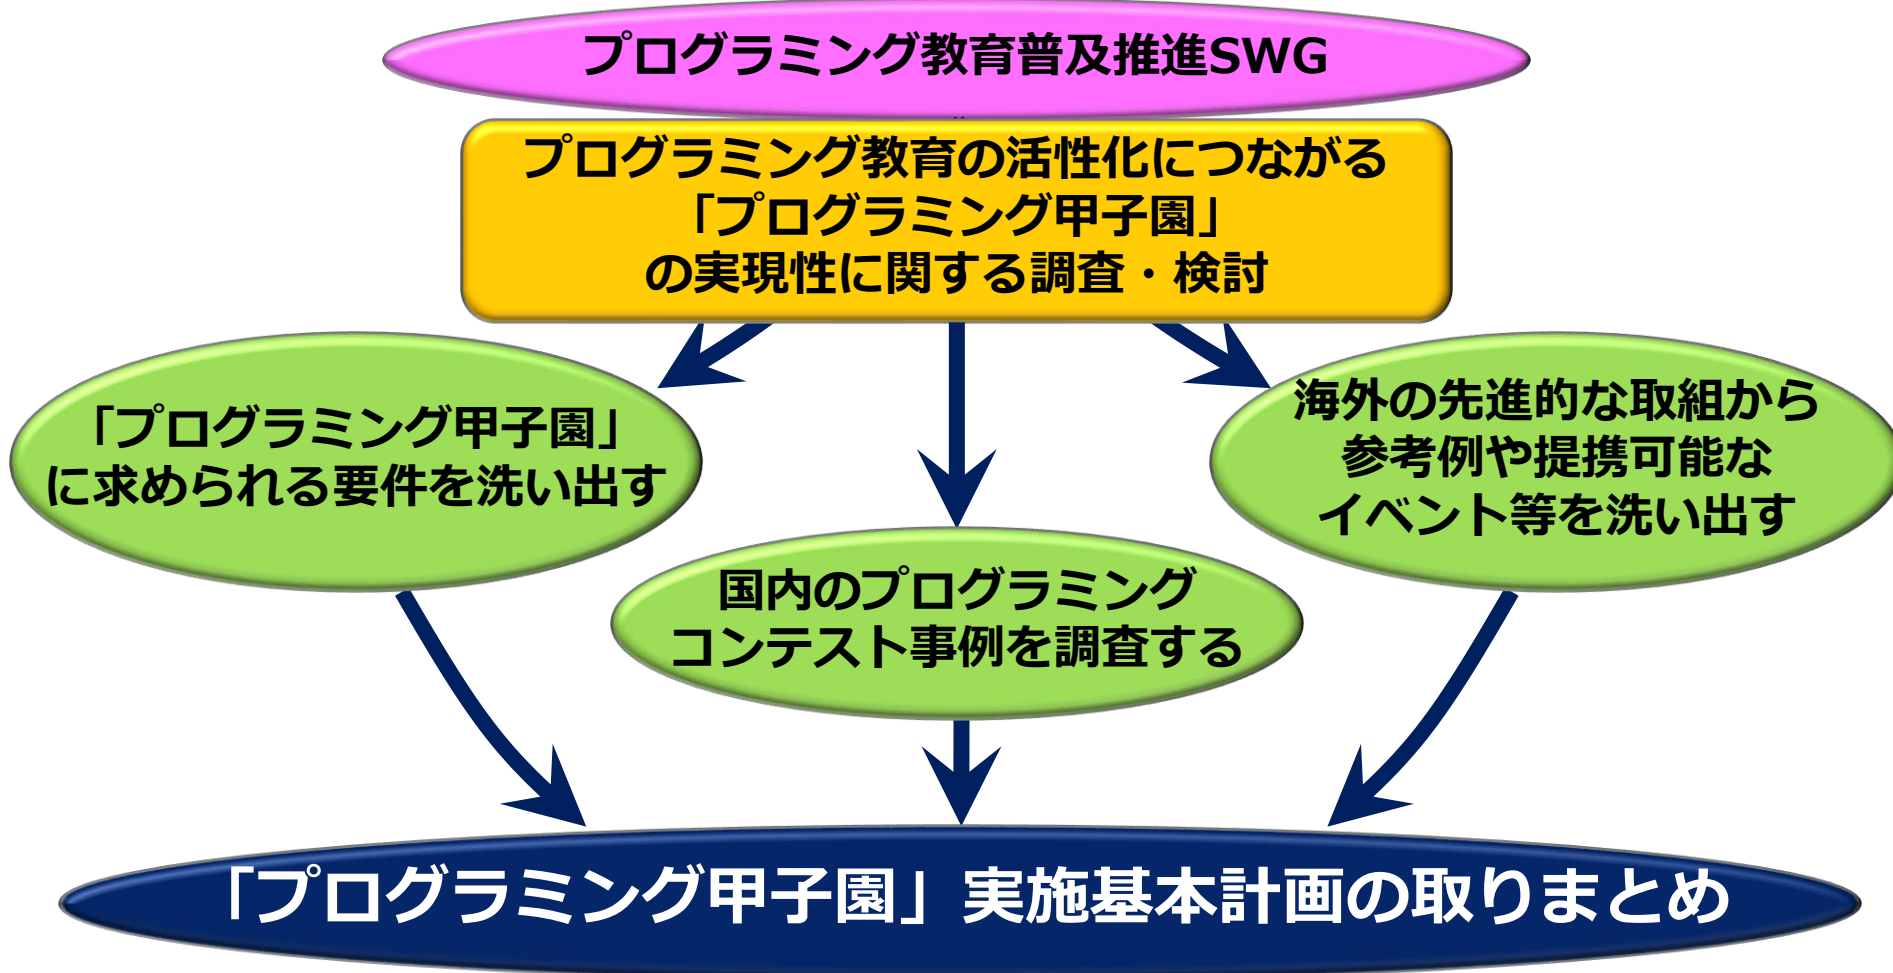 プログラミング教育普及推進SWG
プログラミング教育の活性化につながる
「プログラミング甲子園」
の実現性に関する調査・検討
「プログラミング甲子園」
に求められる要件を洗い出す
海外の先進的な取組から
参考例や提携可能な
イベント等を洗い出す
国内のプログラミング
コンテスト事例を調査する
「プログラミング甲子園」実施基本計画の取りまとめ